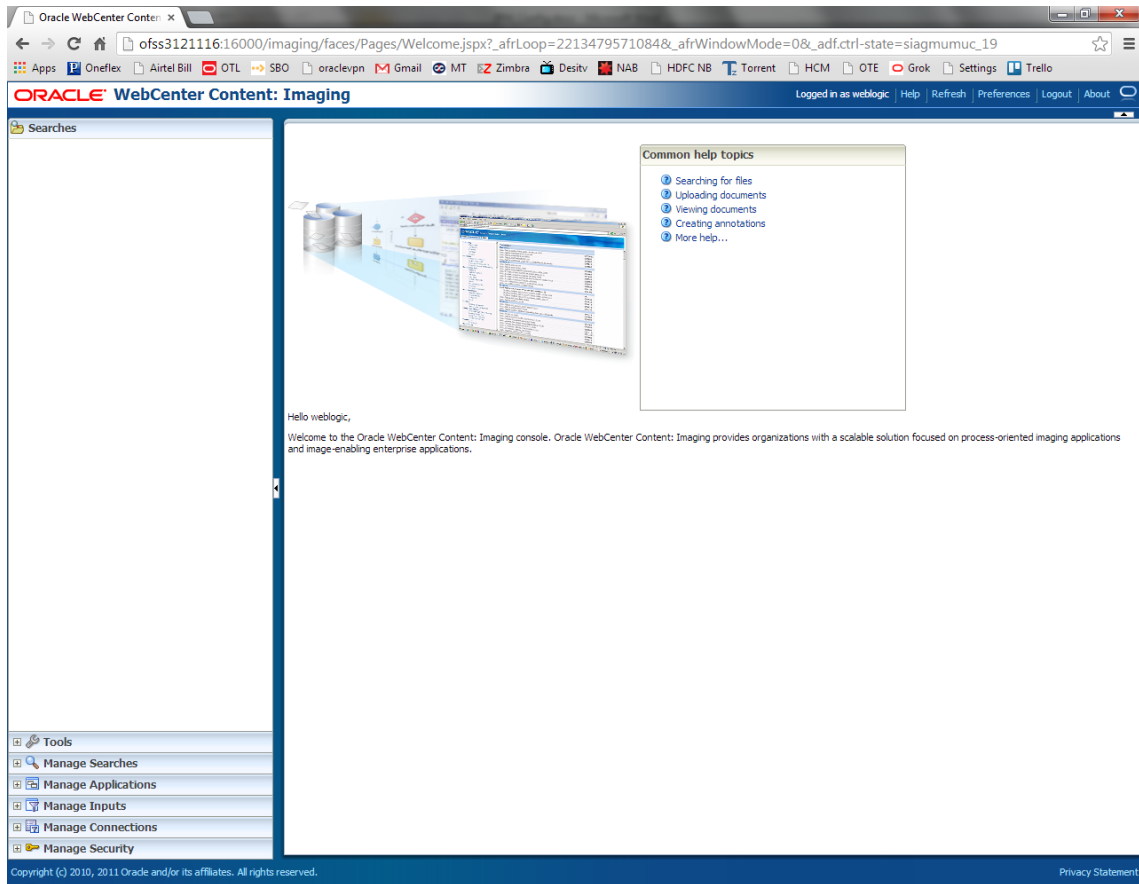 Oracle WebCenter Conten ×
ofss3121116:16000/imaging/faces/Pages/Welcome.jspx?_afrLoop=2213479571084&_afrWindowMode=0&_adf.ctrl-state=siagmumuc_19
Apps Oneflex Airtel Bill OTL SBO oraclevpn Gmail MT Zimbra Desitv NAB HDFC NB Torrent HCM OTE Grok Settings Trello
ORACLE WebCenter Content: Imaging
Logged in as weblogic | Help | Refresh | Preferences | Logout | About
Searches
Common help topics
Searching for files
Uploading documents
Viewing documents
Creating annotations
More help...
Hello weblogic,
Welcome to the Oracle WebCenter Content: Imaging console. Oracle WebCenter Content: Imaging provides organizations with a scalable solution focused on process-oriented imaging applications
and image-enabling enterprise applications.
Tools
Manage Searches
Manage Applications
Manage Inputs
Manage Connections
Manage Security
Copyright (c) 2010, 2011 Oracle and/or its affiliates. All rights reserved.
Privacy Statement